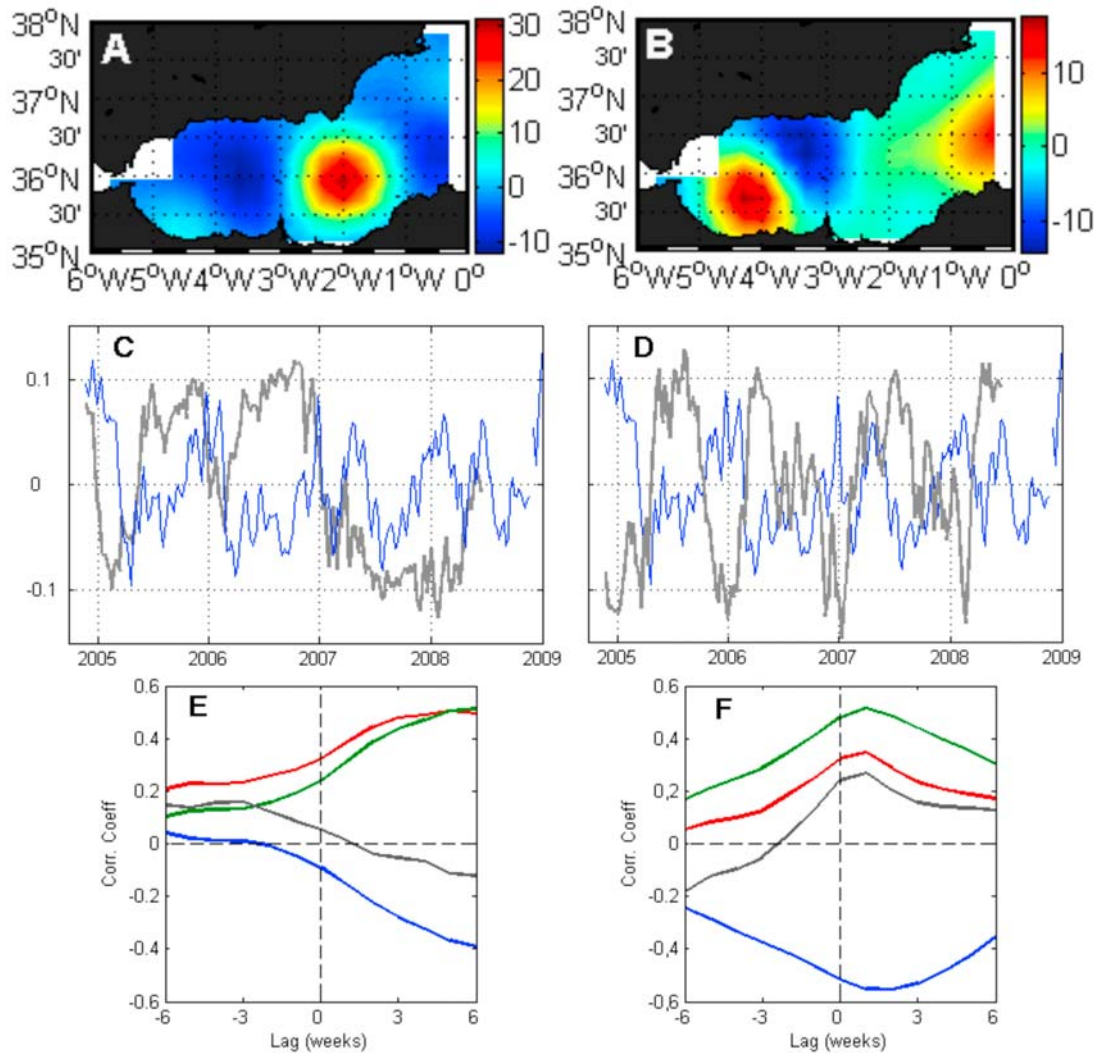 A
38°N
30'
37°N
30'
36°N
30'
35°N
6°W5°W4°W3°W2°W1°W 0°
30
20
10
0
-10
B
38°N
30'
37°N
30'
36°N
30'
35°N
6°W5°W4°W3°W2°W1°W 0°
10
0
-10
C
0.1
0
-0.1
2005 2006 2007 2008 2009
D
2005 2006 2007 2008 2009
E
0.6
0.4
0.2
0
-0.2
-0.4
-0.6
Corr. Coeff
-6 -3 0 3 6
Lag (weeks)
F
0.6
0.4
0.2
0
-0.2
-0.4
-0,6
Corr. Coeff
-6 -3 0 3 6
Lag (weeks)